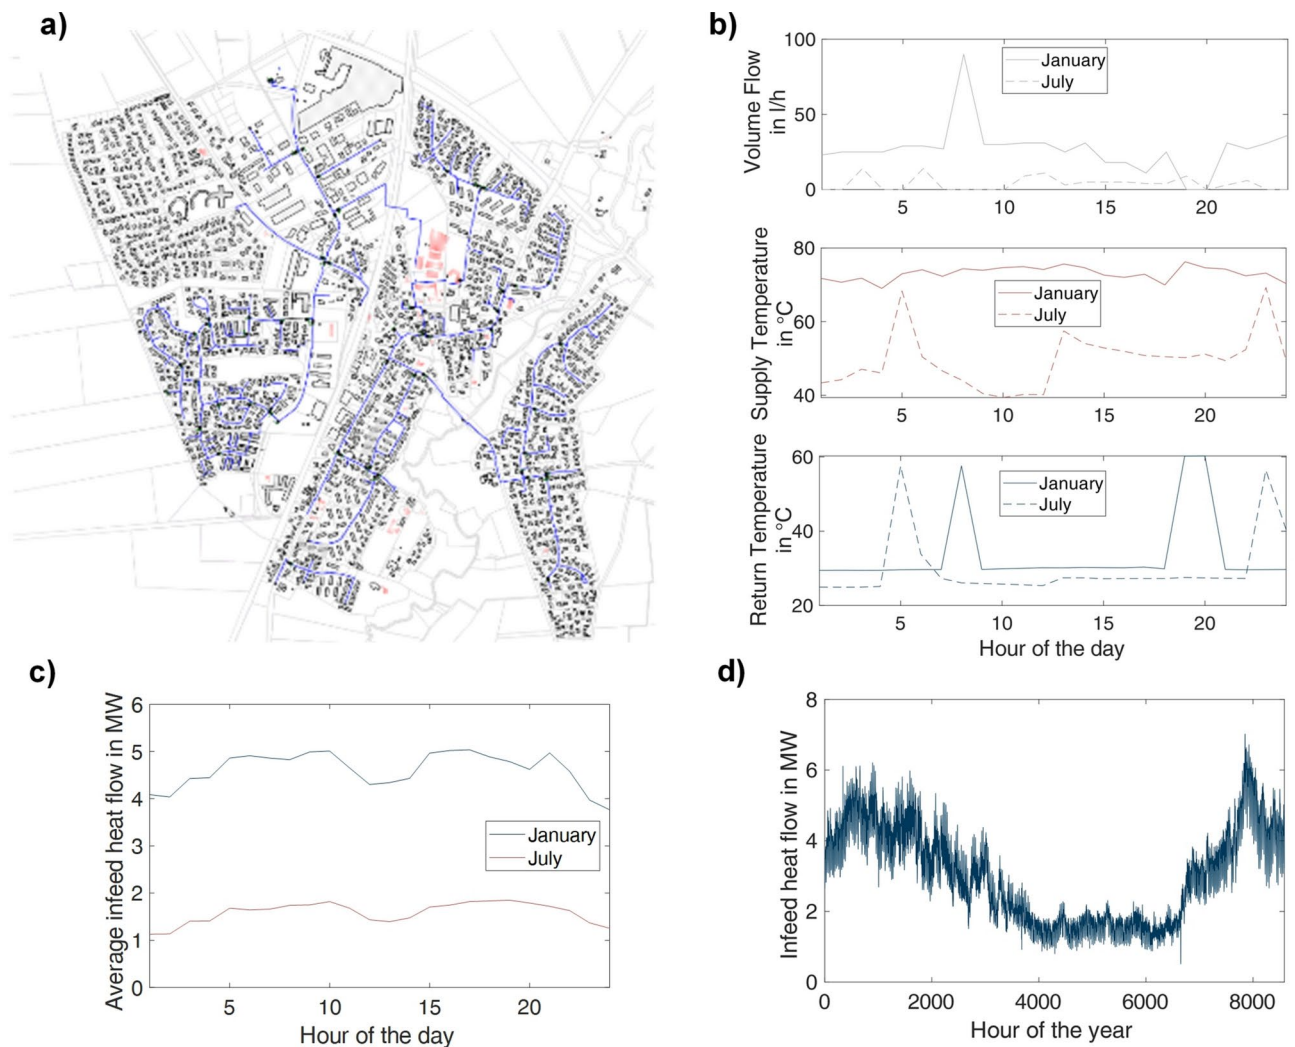 a)
b)
Volume Flow
in l/h
100
50
0
January
July
5
10
15
20
Supply Temperature
in °C
80
60
40
January
July
5
10
15
20
Return Temperature
in °C
60
40
20
January
July
5
10
15
20
Hour of the day
c)
Average infeed heat flow in MW
6
5
4
3
2
1
0
January
July
5
10
15
20
Hour of the day
d)
Infeed heat flow in MW
8
6
4
2
0
0
2000
4000
6000
8000
Hour of the year